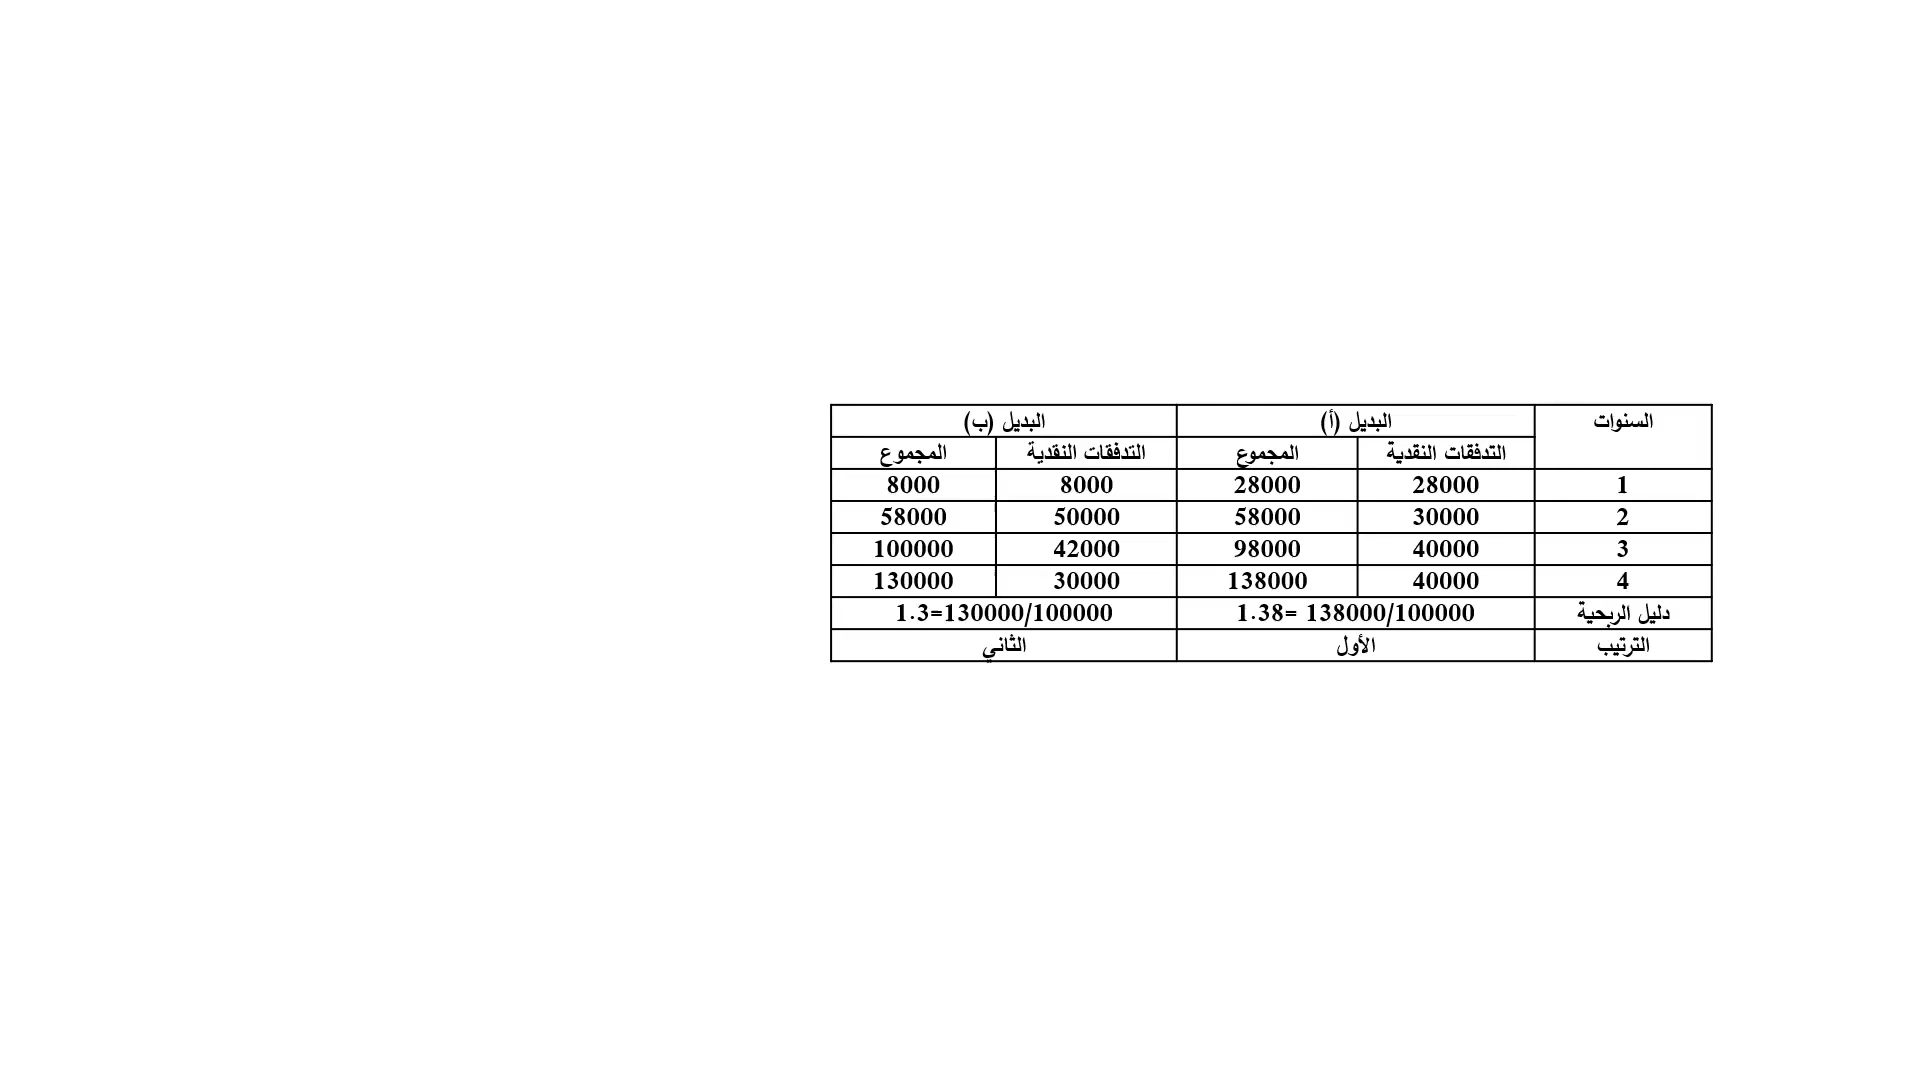 السنوات البديل (أ) البديل (ب)
التدفقات النقدية المجموع التدفقات النقدية المجموع
1 28000 28000 8000 8000
2 30000 58000 50000 58000
3 40000 98000 42000 100000
4 40000 138000 30000 130000
دليل الربحية 1.38= 138000/100000 1.3=130000/100000
الترتيب الأول الثاني